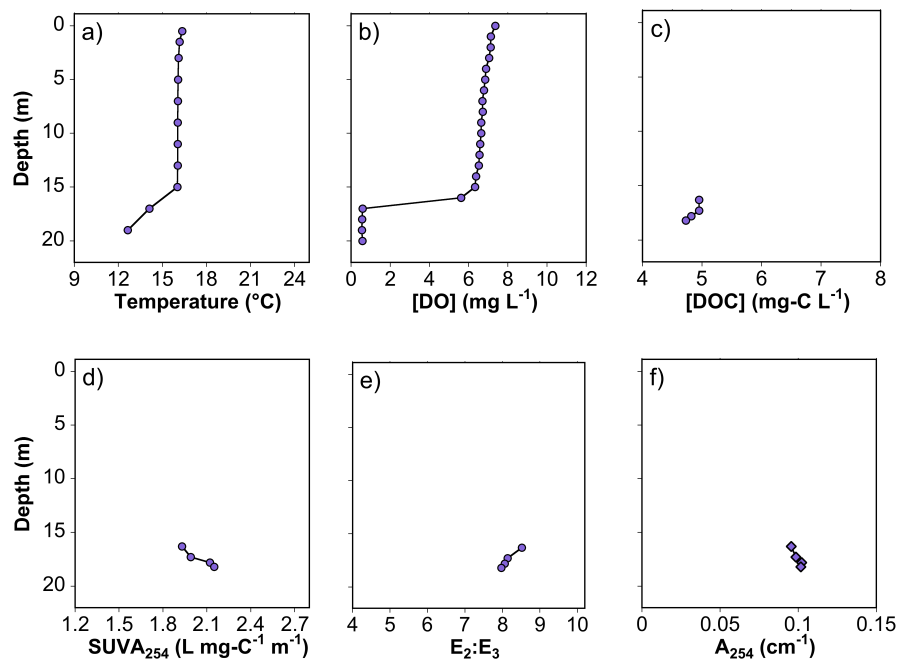 a)
b)
c)
0
5
10
15
20
Depth (m)
9 12 15 18 21 24
Temperature (°C)
0 2 4 6 8 10 12
[DO] (mg L⁻¹)
4 5 6 7 8
[DOC] (mg-C L⁻¹)
d)
e)
f)
0
5
10
15
20
Depth (m)
1.2 1.5 1.8 2.1 2.4 2.7
SUVA₂₅₄ (L mg-C⁻¹ m⁻¹)
4 5 6 7 8 9 10
E₂:E₃
0 0.05 0.1 0.15
A₂₅₄ (cm⁻¹)